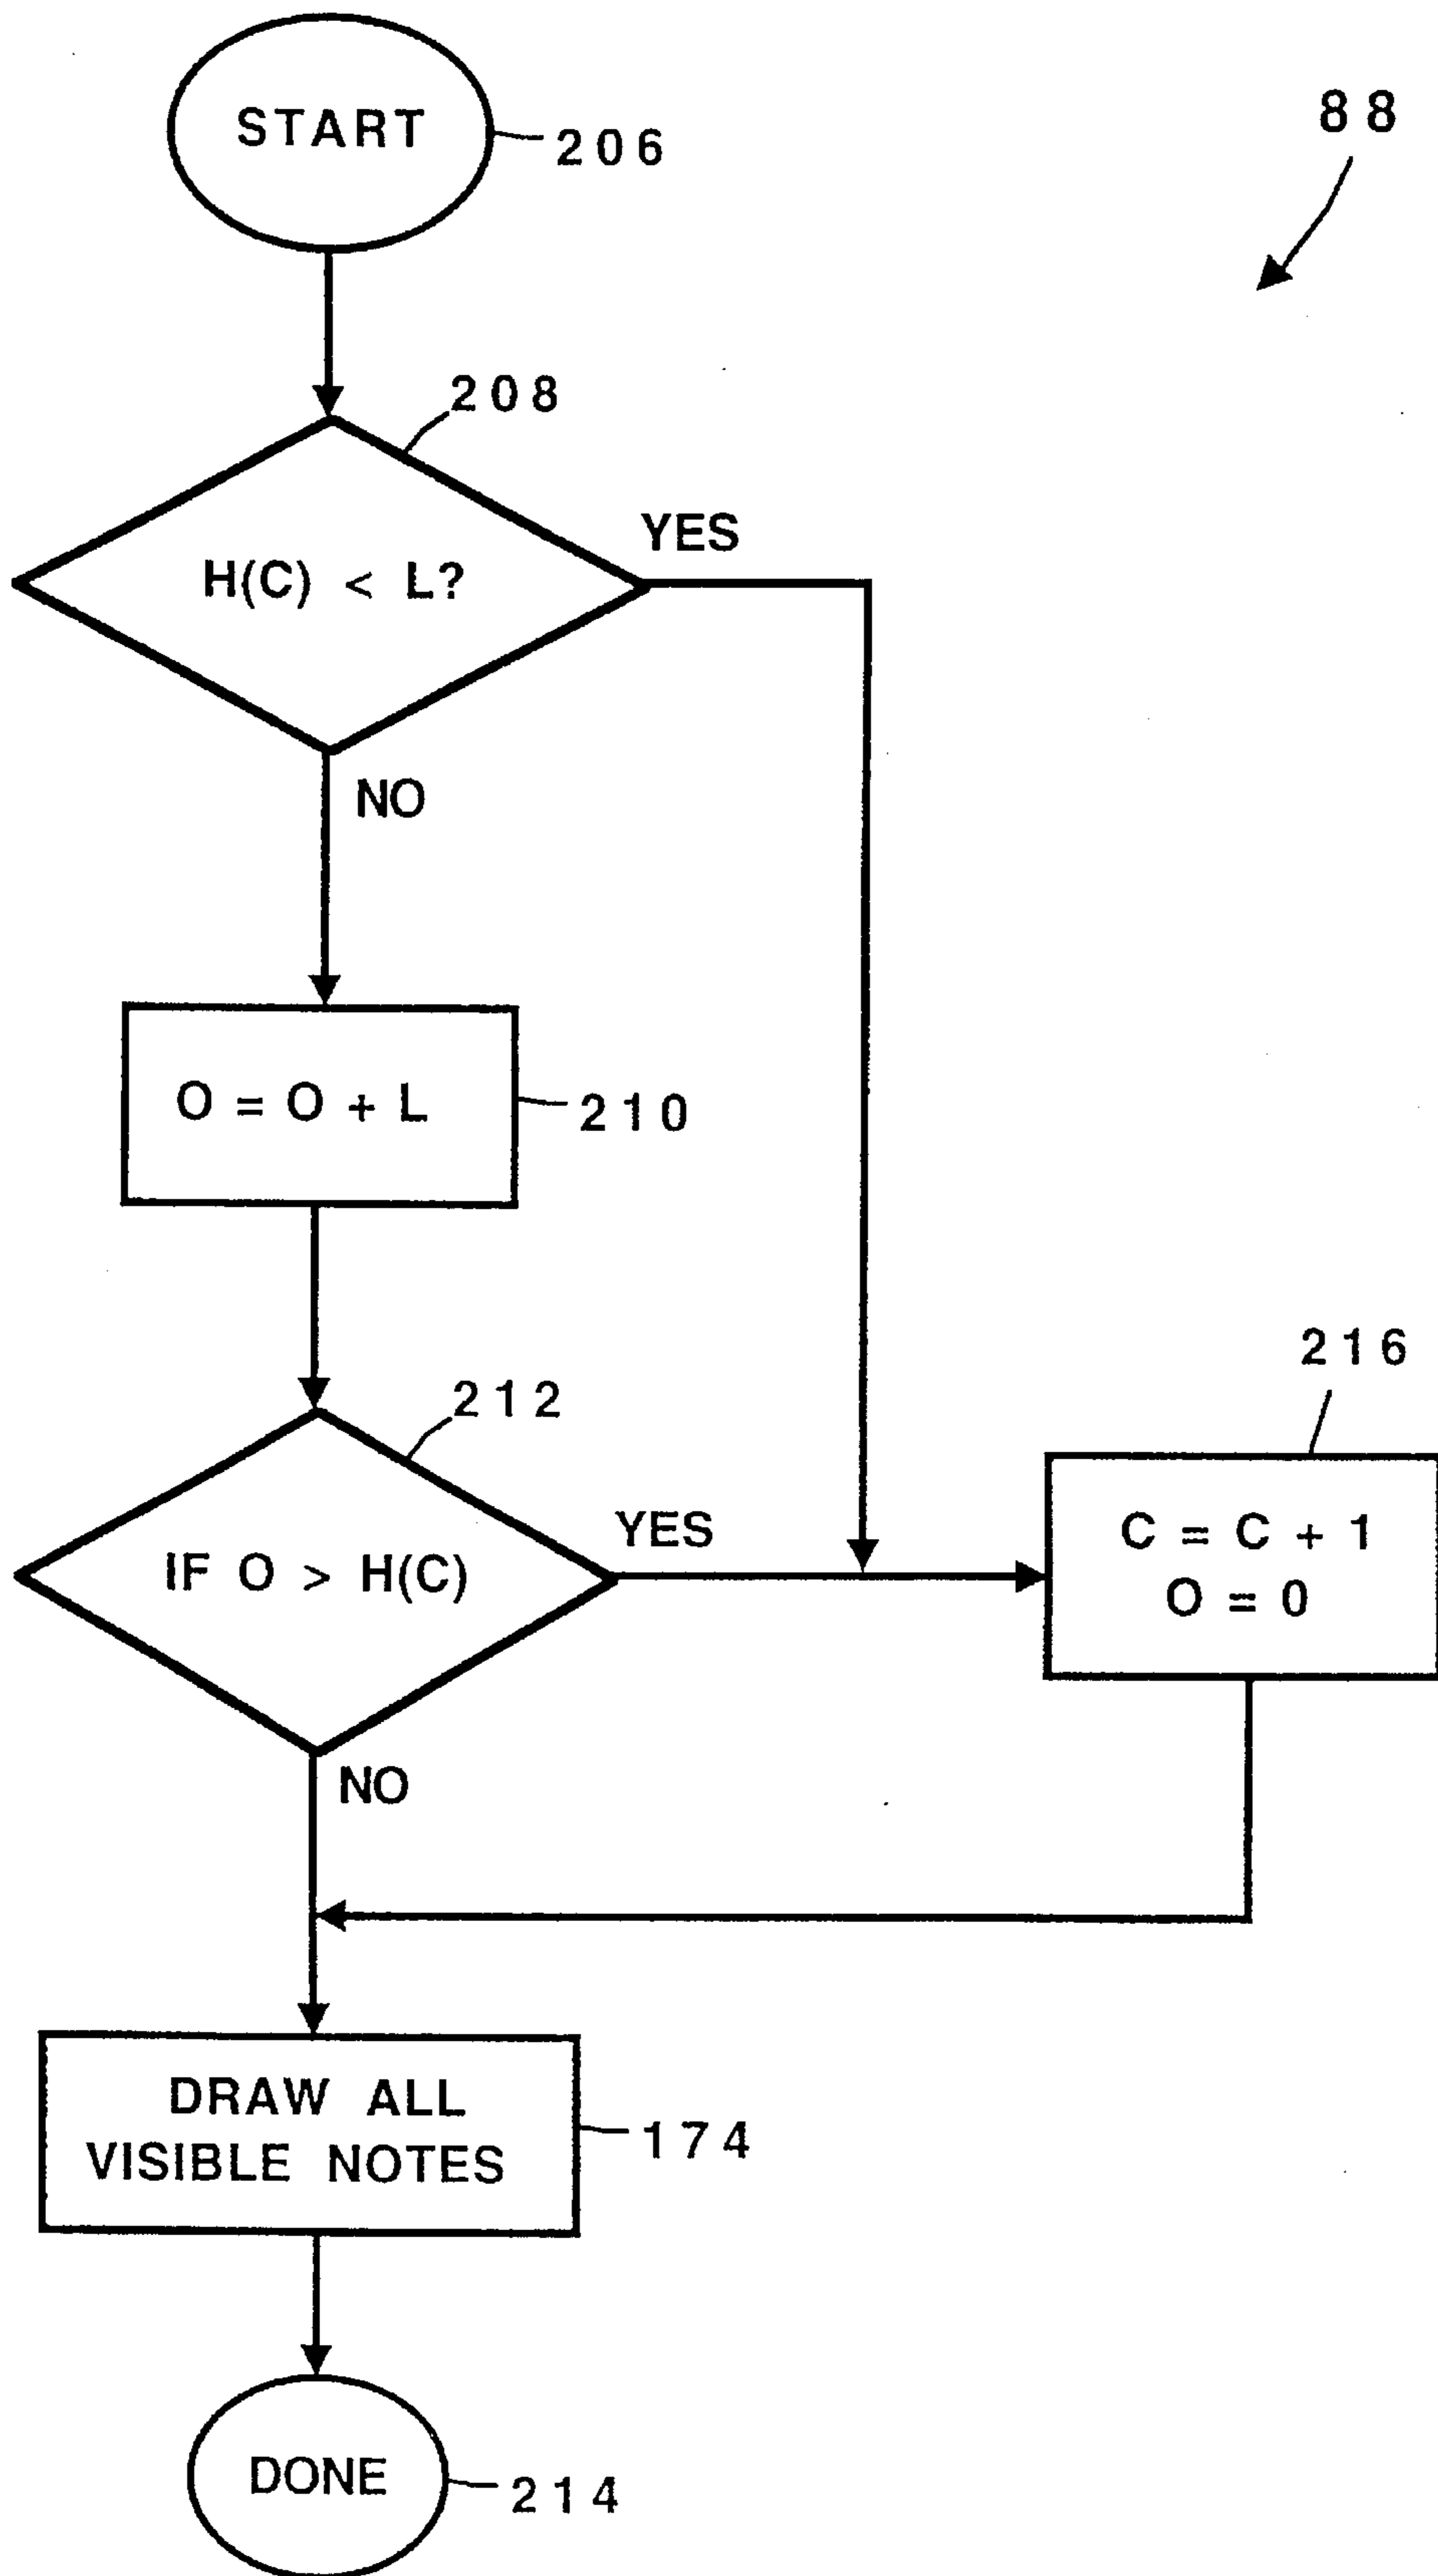 START
206
88
208
H(C) < L?
YES
NO
O = O + L
210
212
IF O > H(C)
YES
NO
216
C = C + 1
O = 0
DRAW ALL
VISIBLE NOTES
174
DONE
214